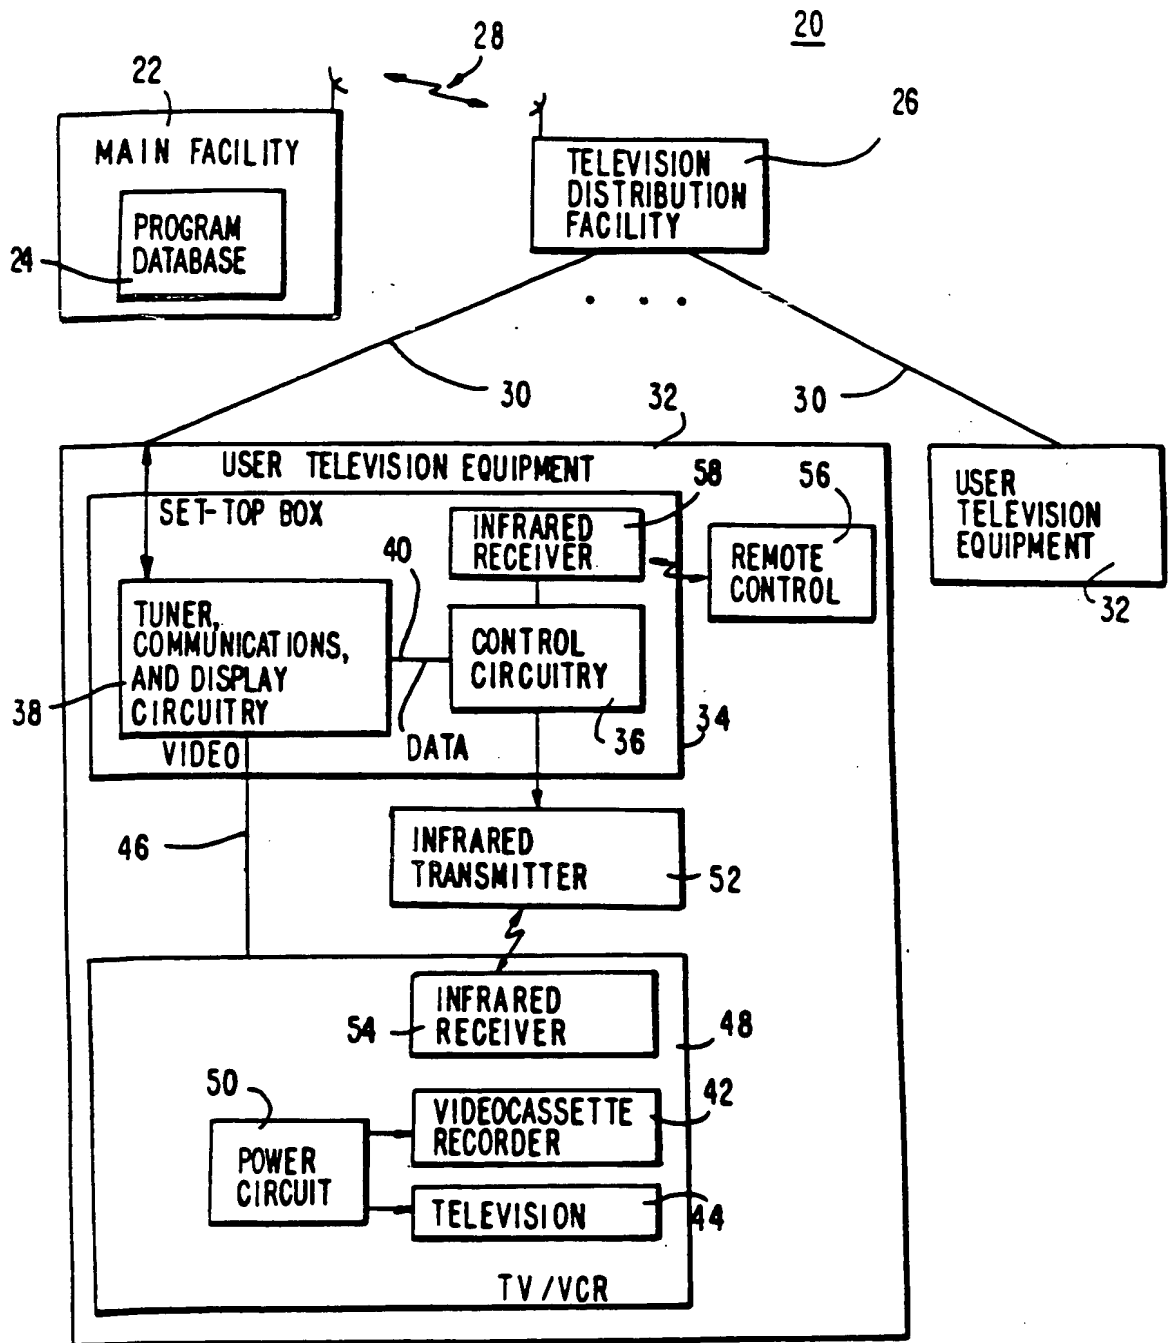 20
28
22
26
MAIN FACILITY
PROGRAM
DATABASE
24
TELEVISION
DISTRIBUTION
FACILITY
30
30
32
USER TELEVISION EQUIPMENT
SET-TOP BOX
58
56
INFRARED
RECEIVER
REMOTE
CONTROL
USER
TELEVISION
EQUIPMENT
32
40
TUNER,
COMMUNICATIONS,
AND DISPLAY
CIRCUITRY
38
CONTROL
CIRCUITRY
36
34
VIDEO
DATA
46
INFRARED
TRANSMITTER
52
INFRARED
RECEIVER
54
48
50
POWER
CIRCUIT
VIDEOCASSETTE
RECORDER
42
TELEVISION
44
TV/VCR